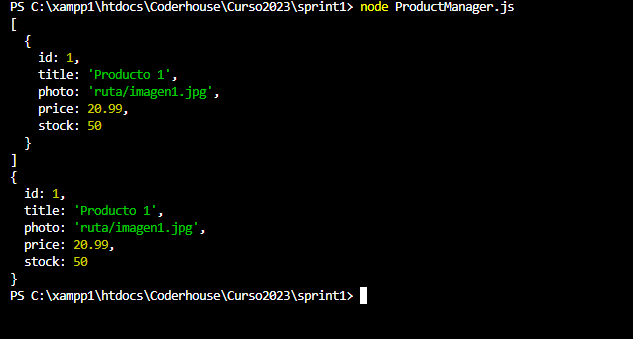 PS C:\xampp1\htdocs\Coderhouse\Curso2023\sprint1> node ProductManager.js
[
  {
    id: 1,
    title: 'Producto 1',
    photo: 'ruta/imagen1.jpg',
    price: 20.99,
    stock: 50
  }
]
{
  id: 1,
  title: 'Producto 1',
  photo: 'ruta/imagen1.jpg',
  price: 20.99,
  stock: 50
}
PS C:\xampp1\htdocs\Coderhouse\Curso2023\sprint1>